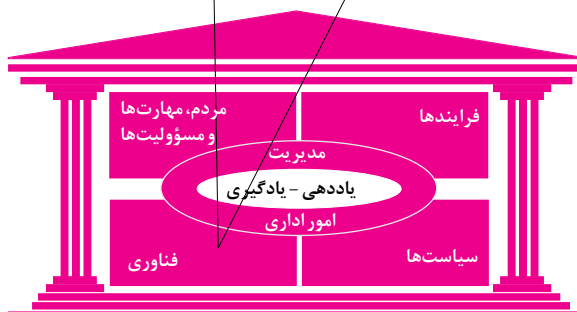 فرایندها
مردم، مهارت‌ها
و مسؤولیت‌ها
مدیریت
یاددهی – یادگیری
امور اداری
سیاست‌ها
فناوری